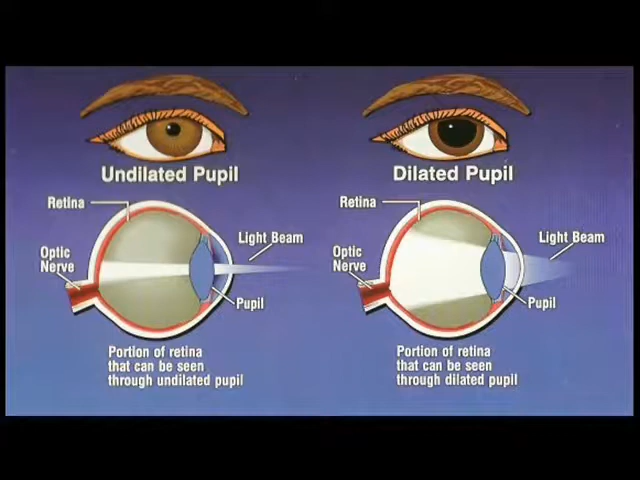 Undilated Pupil
Retina
Optic
Nerve
Light Beam
Pupil
Portion of retina
that can be seen
through undilated pupil
Dilated Pupil
Retina
Optic
Nerve
Light Beam
Pupil
Portion of retina
that can be seen
through dilated pupil